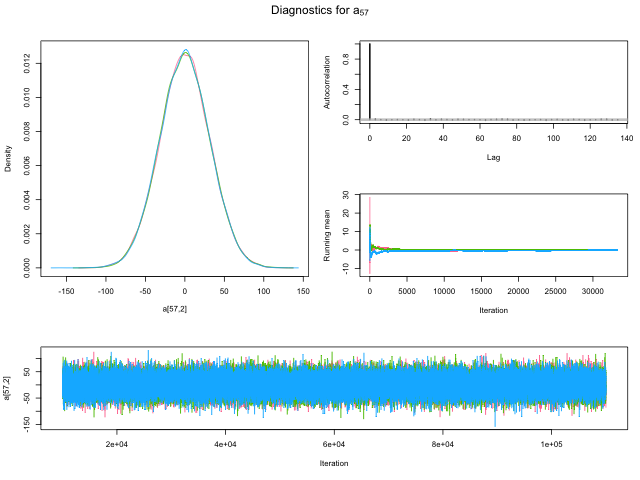 Diagnostics for a57
Density
0.000 0.002 0.004 0.006 0.008 0.010 0.012
-150 -100 -50 0 50 100 150
a[57,2]
Autocorrelation
0.0 0.4 0.8
0 20 40 60 80 100 120 140
Lag
Running mean
-10 0 10 20 30
0 5000 10000 15000 20000 25000 30000
Iteration
a[57,2]
-150 -50 50
2e+04 4e+04 6e+04 8e+04 1e+05
Iteration